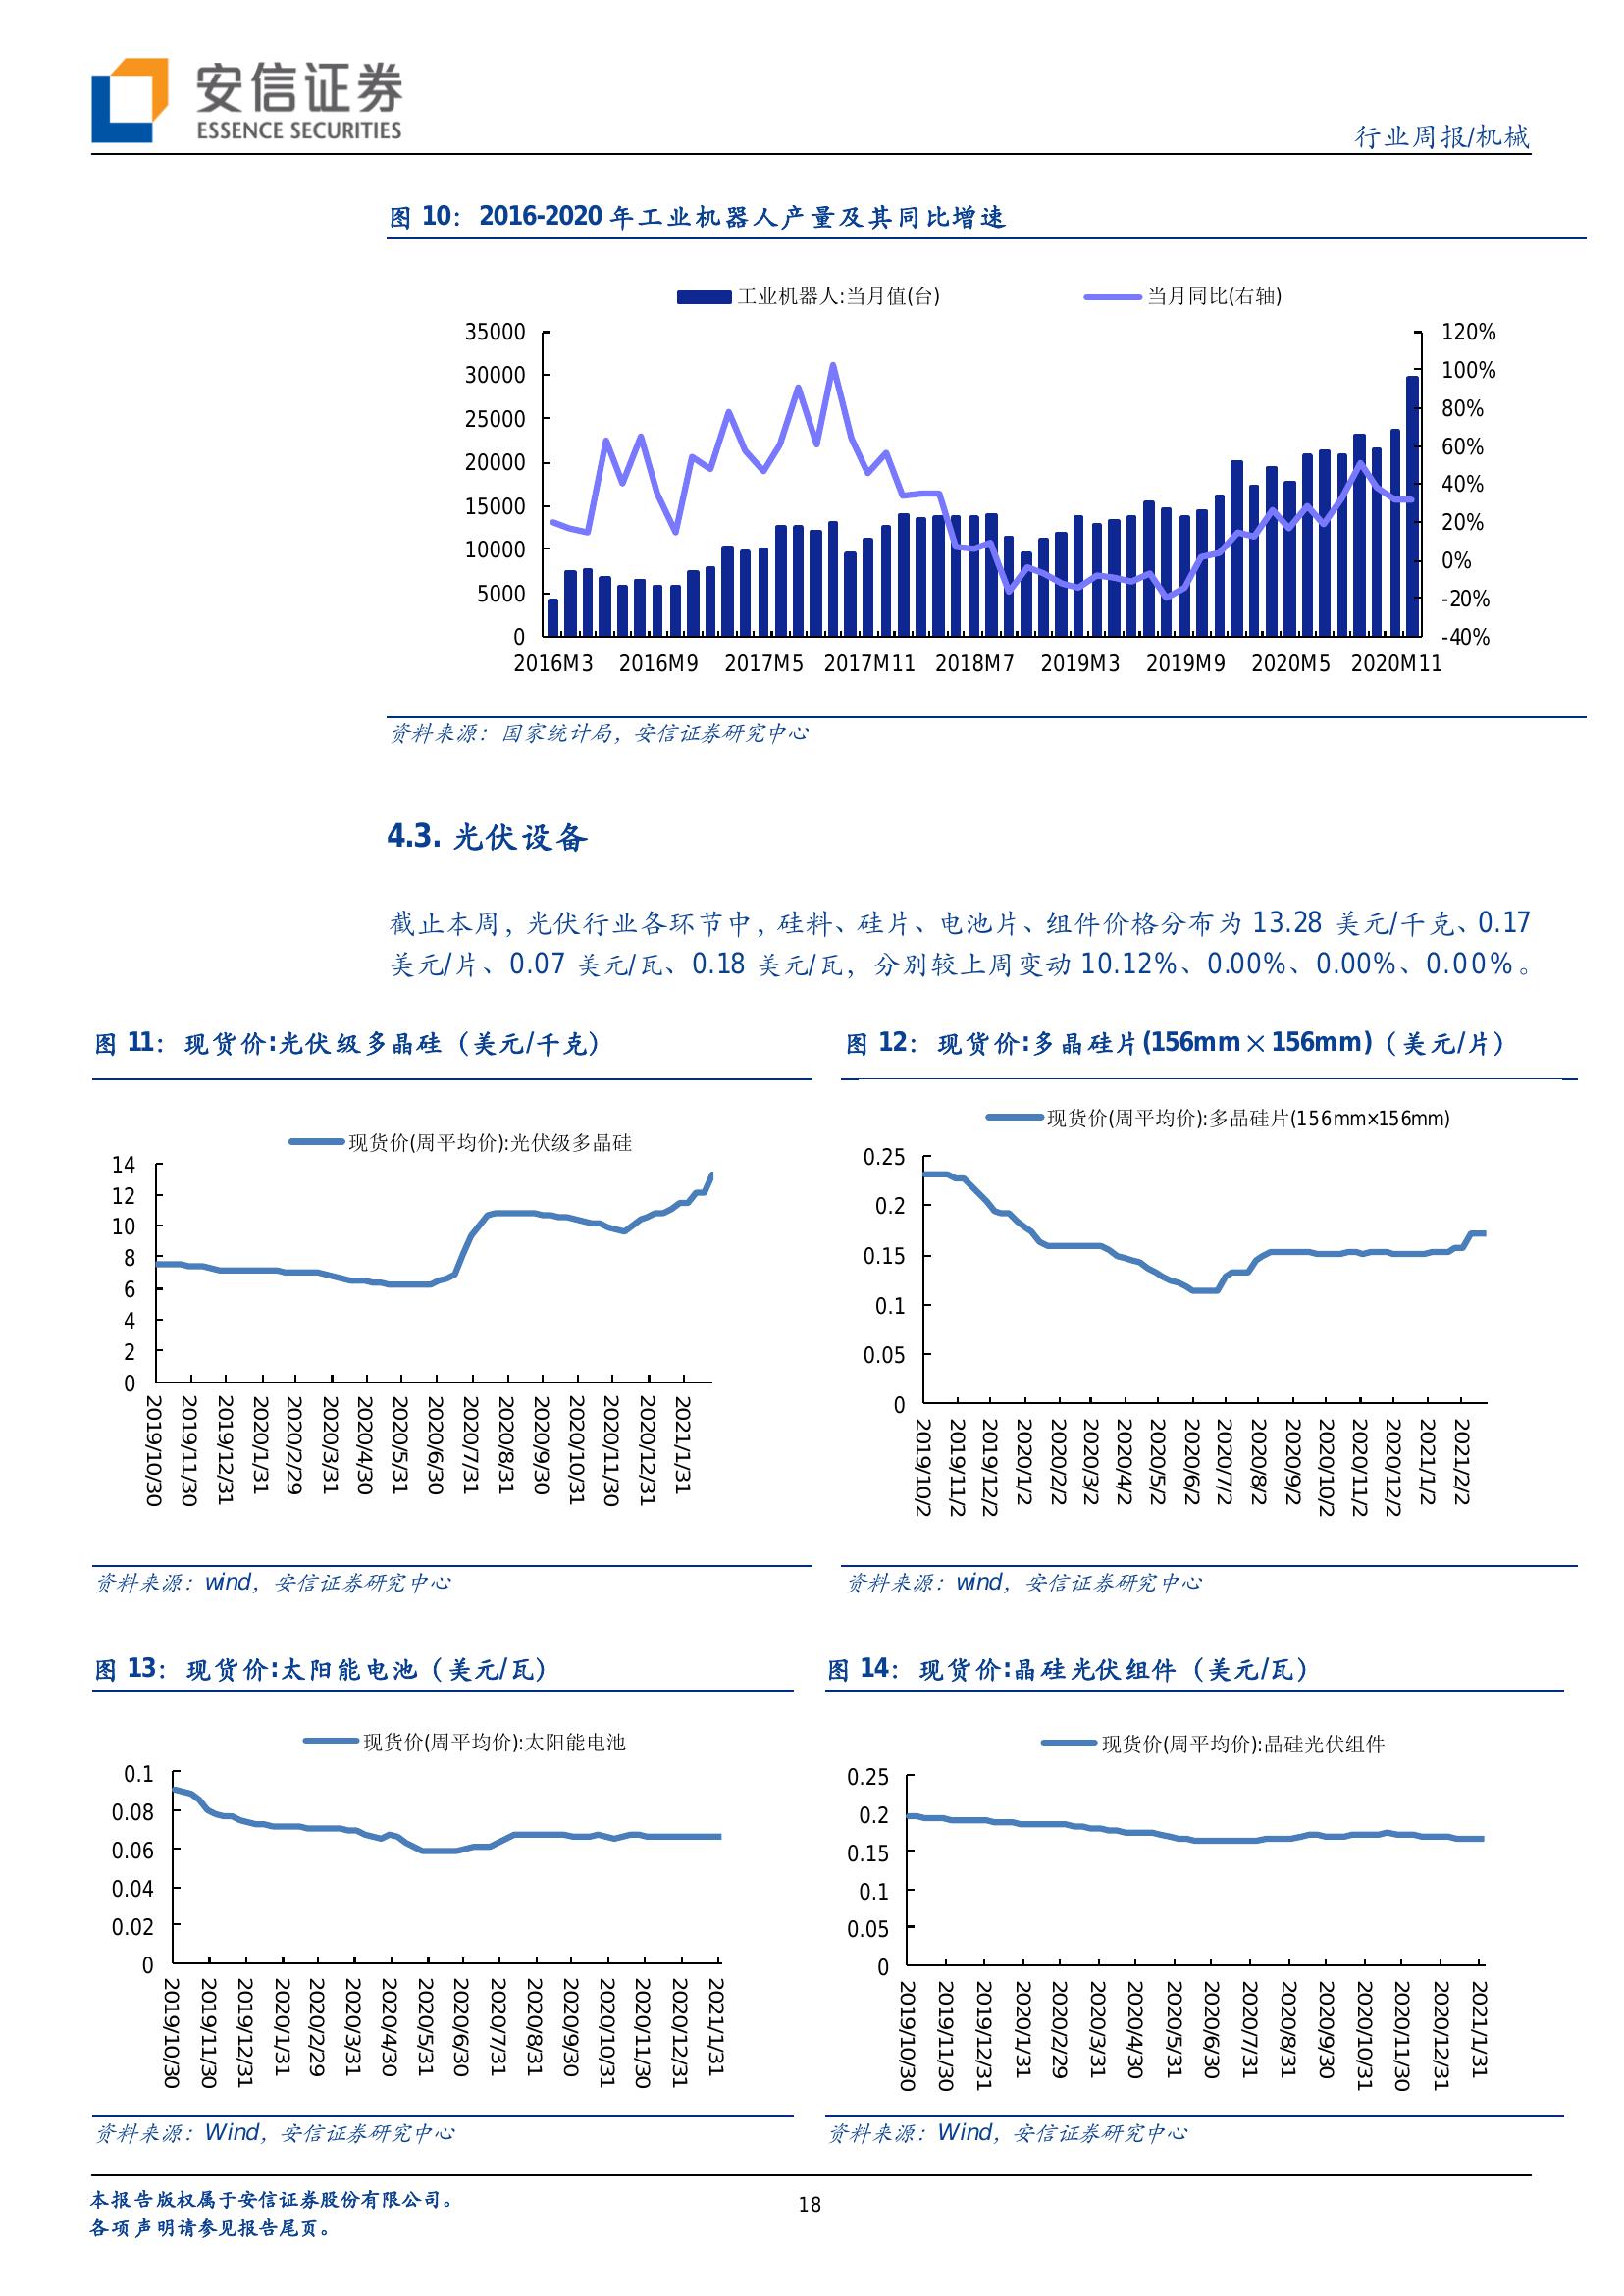 安信证券
ESSENCE SECURITIES
行业周报/机械
图 10：2016-2020 年工业机器人产量及其同比增速
工业机器人:当月值(台) 当月同比(右轴)
35000
30000
25000
20000
15000
10000
5000
0
120%
100%
80%
60%
40%
20%
0%
-20%
-40%
2016M3 2016M9 2017M5 2017M11 2018M7 2019M3 2019M9 2020M5 2020M11
资料来源：国家统计局，安信证券研究中心
4.3. 光伏设备
截止本周，光伏行业各环节中，硅料、硅片、电池片、组件价格分布为 13.28 美元/千克、0.17
美元/片、0.07 美元/瓦、0.18 美元/瓦，分别较上周变动 10.12%、0.00%、0.00%、0.00%。
图 11：现货价:光伏级多晶硅（美元/千克）
现货价(周平均价):光伏级多晶硅
14
12
10
8
6
4
2
0
2019/10/30 2019/11/30 2019/12/31 2020/1/31 2020/2/29 2020/3/31 2020/4/30 2020/5/31 2020/6/30 2020/7/31 2020/8/31 2020/9/30 2020/10/31 2020/11/30 2020/12/31 2021/1/31
资料来源：wind，安信证券研究中心
图 12：现货价:多晶硅片(156mm×156mm)（美元/片）
现货价(周平均价):多晶硅片(156mm×156mm)
0.25
0.2
0.15
0.1
0.05
0
2019/10/2 2019/11/2 2019/12/2 2020/1/2 2020/2/2 2020/3/2 2020/4/2 2020/5/2 2020/6/2 2020/7/2 2020/8/2 2020/9/2 2020/10/2 2020/11/2 2020/12/2 2021/1/2 2021/2/2
资料来源：wind，安信证券研究中心
图 13：现货价:太阳能电池（美元/瓦）
现货价(周平均价):太阳能电池
0.1
0.08
0.06
0.04
0.02
0
2019/10/30 2019/11/30 2019/12/31 2020/1/31 2020/2/29 2020/3/31 2020/4/30 2020/5/31 2020/6/30 2020/7/31 2020/8/31 2020/9/30 2020/10/31 2020/11/30 2020/12/31 2021/1/31
资料来源：Wind，安信证券研究中心
图 14：现货价:晶硅光伏组件（美元/瓦）
现货价(周平均价):晶硅光伏组件
0.25
0.2
0.15
0.1
0.05
0
2019/10/30 2019/11/30 2019/12/31 2020/1/31 2020/2/29 2020/3/31 2020/4/30 2020/5/31 2020/6/30 2020/7/31 2020/8/31 2020/9/30 2020/10/31 2020/11/30 2020/12/31 2021/1/31
资料来源：Wind，安信证券研究中心
本报告版权属于安信证券股份有限公司。
各项声明请参见报告尾页。
18